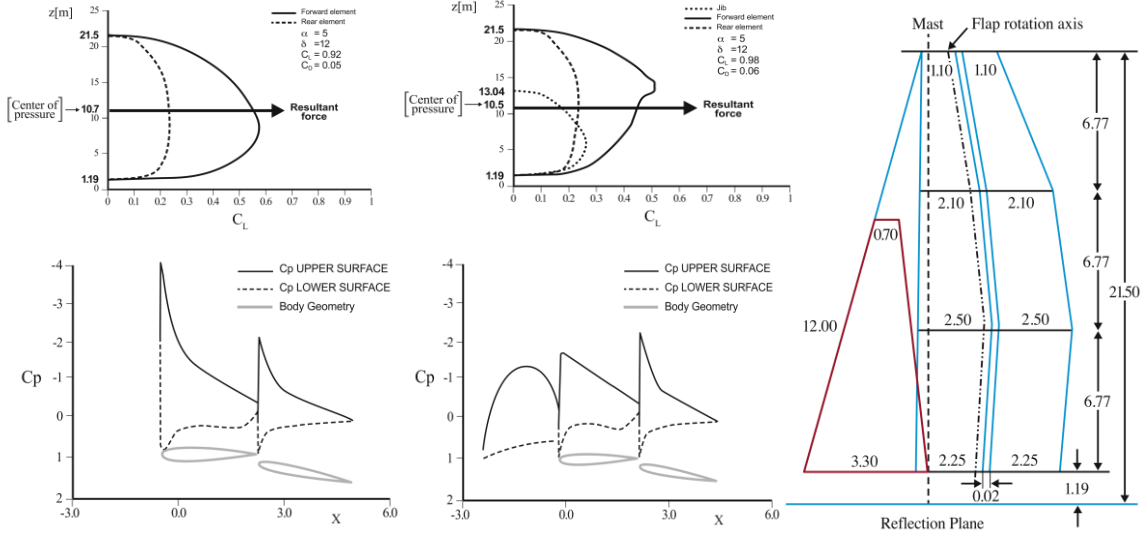 z[m]
25
21.5
20
15
[Center of pressure]
10.7
10
5
1.19
0
0 0.1 0.2 0.3 0.4 0.5 0.6 0.7 0.8 0.9 1
C_L
Forward element
Rear element
α = 5
δ =12
C_L = 0.92
C_D = 0.05
Resultant
force
z[m]
25
21.5
20
15
13.04
[Center of pressure]
10.5
10
5
1.19
0
0 0.1 0.2 0.3 0.4 0.5 0.6 0.7 0.8 0.9 1
C_L
Jib
Forward element
Rear element
α = 5
δ =12
C_L = 0.98
C_D = 0.06
Resultant
force
Cp
-4
-3
-2
-1
0
1
2
-3.0 0.0 3.0 6.0
X
Cp UPPER SURFACE
Cp LOWER SURFACE
Body Geometry
Cp
-4
-3
-2
-1
0
1
2
-3.0 0.0 3.0 6.0
X
Cp UPPER SURFACE
Cp LOWER SURFACE
Body Geometry
Mast
Flap rotation axis
1.10 1.10
6.77
2.10 2.10
0.70
6.77
21.50
12.00
2.50 2.50
6.77
3.30 2.25 2.25
0.02
1.19
Reflection Plane